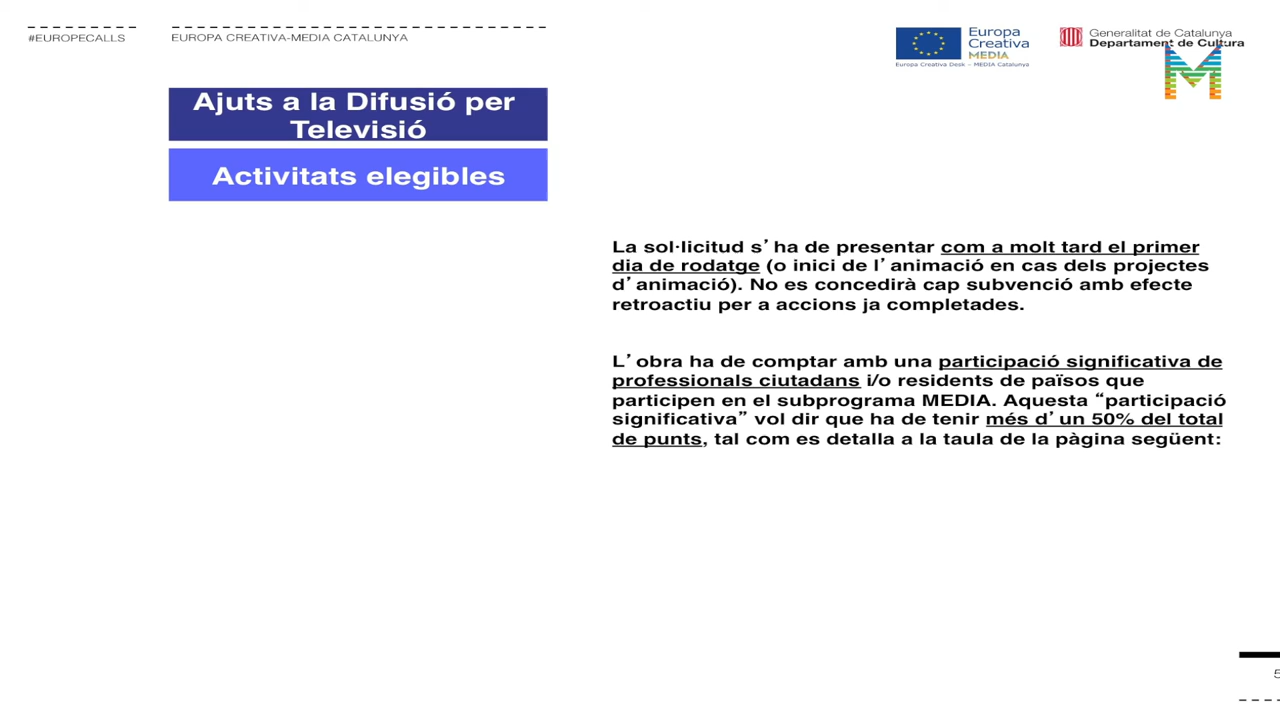 #EUROPECALLS
EUROPA CREATIVA-MEDIA CATALUNYA
Europa
Creativa
MEDIA
Europa Creativa Desk – MEDIA Catalunya
Generalitat de Catalunya
Departament de Cultura
Ajuts a la Difusió per
Televisió
Activitats elegibles
La sol·licitud s’ha de presentar com a molt tard el primer
dia de rodatge (o inici de l’animació en cas dels projectes
d’animació). No es concedirà cap subvenció amb efecte
retroactiu per a accions ja completades.
L’obra ha de comptar amb una participació significativa de
professionals ciutadans i/o residents de països que
participen en el subprograma MEDIA. Aquesta “participació
significativa” vol dir que ha de tenir més d’un 50% del total
de punts, tal com es detalla a la taula de la pàgina següent:
5